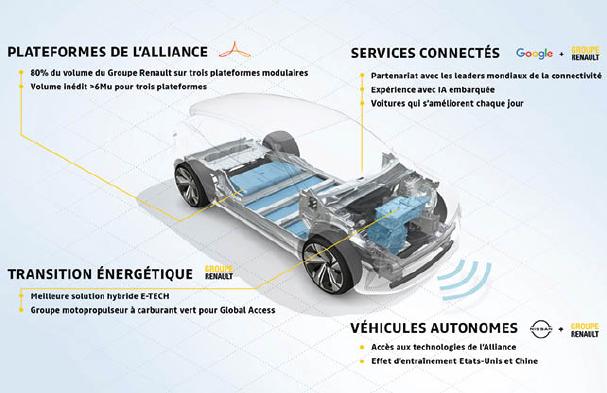 PLATEFORMES DE L'ALLIANCE
80% du volume du Groupe Renault sur trois plateformes modulaires
Volume inédit >6Mu pour trois plateformes
SERVICES CONNECTÉS
Google + GROUPE RENAULT
Partenariat avec les leaders mondiaux de la connectivité
Expérience avec IA embarquée
Voitures qui s'améliorent chaque jour
TRANSITION ÉNERGÉTIQUE
GROUPE RENAULT
Meilleure solution hybride E-TECH
Groupe motopropulseur à carburant vert pour Global Access
VÉHICULES AUTONOMES
NISSAN + GROUPE RENAULT
Accès aux technologies de l'Alliance
Effet d'entraînement Etats-Unis et Chine